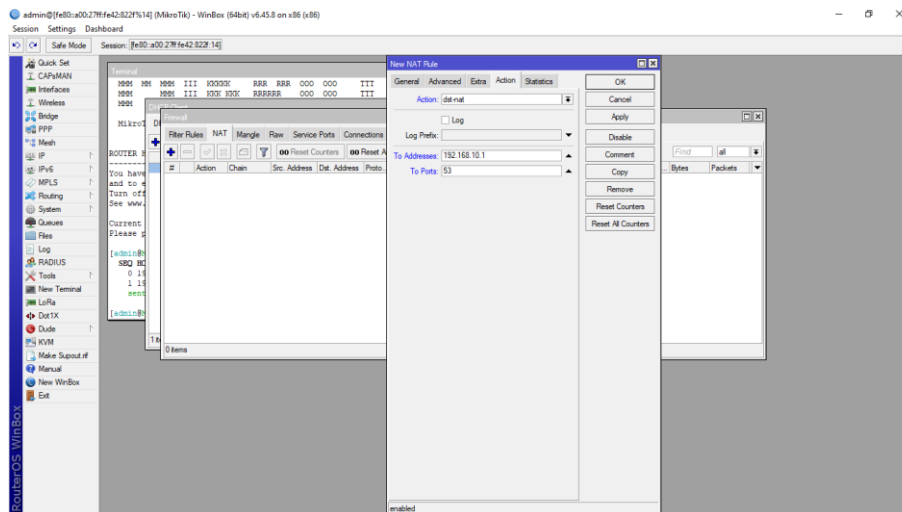 admin@[fe80::a00:27ff:fe42:822f%14] (MikroTik) - WinBox (64bit) v6.45.8 on x86 (x86)
Session Settings Dashboard
Safe Mode Session: [fe80::a00:27ff:fe42:822f:14]
Quick Set
CAPsMAN
Interfaces
Wireless
Bridge
PPP
Mesh
IP
IPv6
MPLS
Routing
System
Queues
Files
Log
RADIUS
Tools
New Terminal
LoRa
Dot1X
Dude
KVM
Make Supout.rif
Manual
New WinBox
Exit
RouterOS WinBox
Terminal
MMM MM MMM III KKKKK RRR RRR OOO OOO TTT
MMM MMM III KKK KKK RRRRRR OOO OOO TTT
MMM
MikroT
ROUTER
You have
and to e
Turn off
See www.
Current
Please p
[admin@
SEQ HO
0 19
1 19
sent
[admin@
Firewall
Filter Rules NAT Mangle Raw Service Ports Connections
00 Reset Counters 00 Reset A
Find all
# Action Chain Src. Address Dst. Address Proto.. Bytes Packets
0 items
New NAT Rule
General Advanced Extra Action Statistics
Action: dst-nat
Log
Log Prefix:
To Addresses: 192.168.10.1
To Ports: 53
OK
Cancel
Apply
Disable
Comment
Copy
Remove
Reset Counters
Reset All Counters
enabled